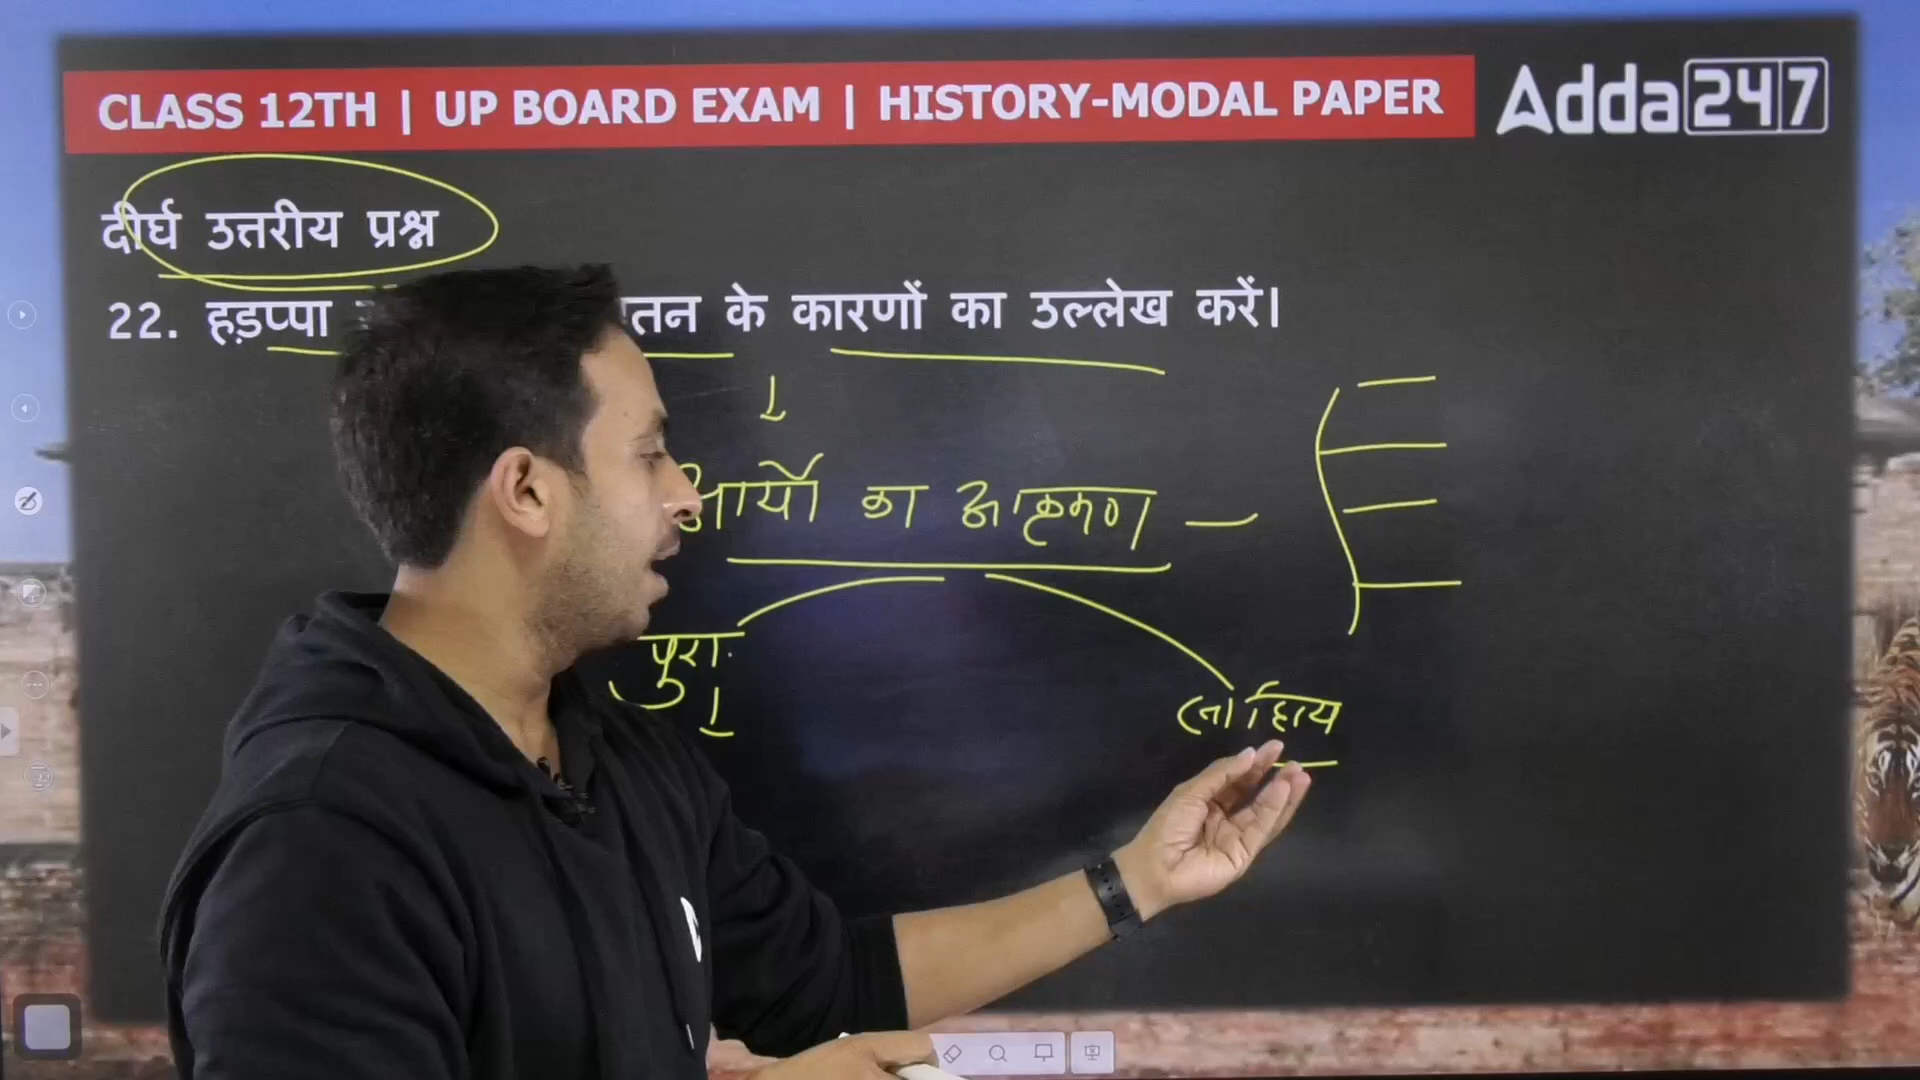 CLASS 12TH | UP BOARD EXAM | HISTORY-MODAL PAPER
Adda247
दीर्घ उत्तरीय प्रश्न
22. हड़प्पा तन के कारणों का उल्लेख करें।
आर्यों का आक्रमण
पुरा
साहित्य